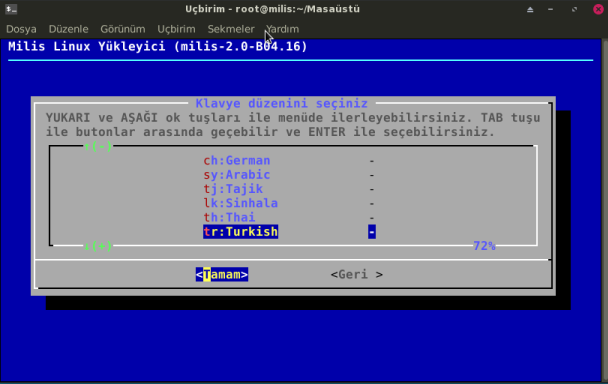 Uçbirim - root@milis:~/Masaüstü
Dosya Düzenle Görünüm Uçbirim Sekmeler Yardım
Milis Linux Yükleyici (milis-2.0-B04.16)
Klavye düzenini seçiniz
YUKARI ve AŞAĞI ok tuşları ile menüde ilerleyebilirsiniz. TAB tuşu
ile butonlar arasında geçebilir ve ENTER ile seçebilirsiniz.
↑(-)
ch:German -
sy:Arabic -
tj:Tajik -
lk:Sinhala -
th:Thai -
tr:Turkish -
↓(+) 72%
<Tamam> <Geri >